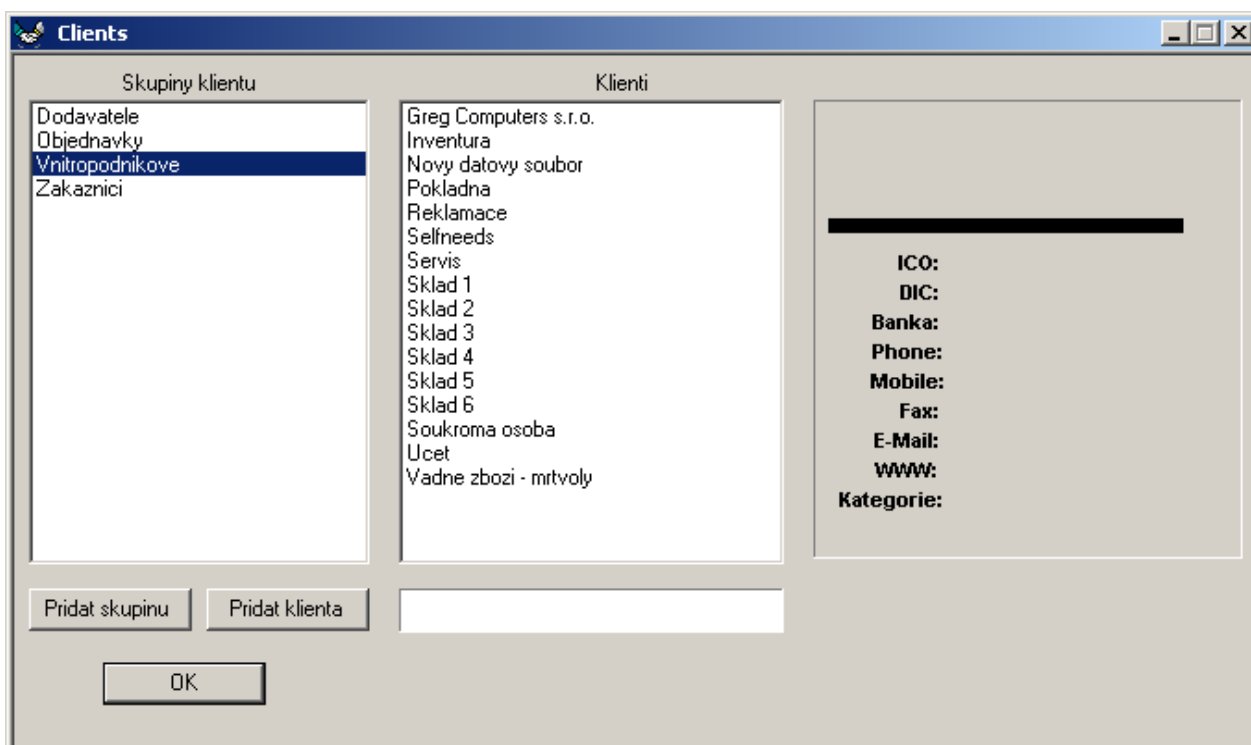 Clients
Skupiny klientu
Dodavatele
Objednavky
Vnitropodnikove
Zakaznici
Klienti
Greg Computers s.r.o.
Inventura
Novy datovy soubor
Pokladna
Reklamace
Selfneeds
Servis
Sklad 1
Sklad 2
Sklad 3
Sklad 4
Sklad 5
Sklad 6
Soukroma osoba
Ucet
Vadne zbozi - mrtvoly
ICO:
DIC:
Banka:
Phone:
Mobile:
Fax:
E-Mail:
WWW:
Kategorie:
Pridat skupinu
Pridat klienta
OK